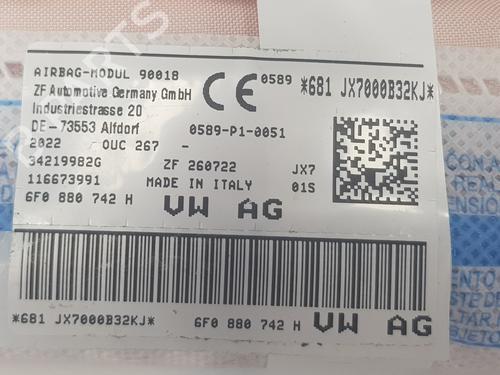 AIRBAG-MODUL 90018
ZF Automotive Germany GmbH
Industriestrasse 20
DE-73553 Alfdorf
2022 - OUC 267 -
34219982G
116673991
6F0 880 742 H
CE 0589
0589-P1-0051
ZF 260722
MADE IN ITALY
VW AG
*681 JX7000B32KJ*
JX7
01S
*681 JX7000B32KJ*
6F0 880 742 H
VW AG